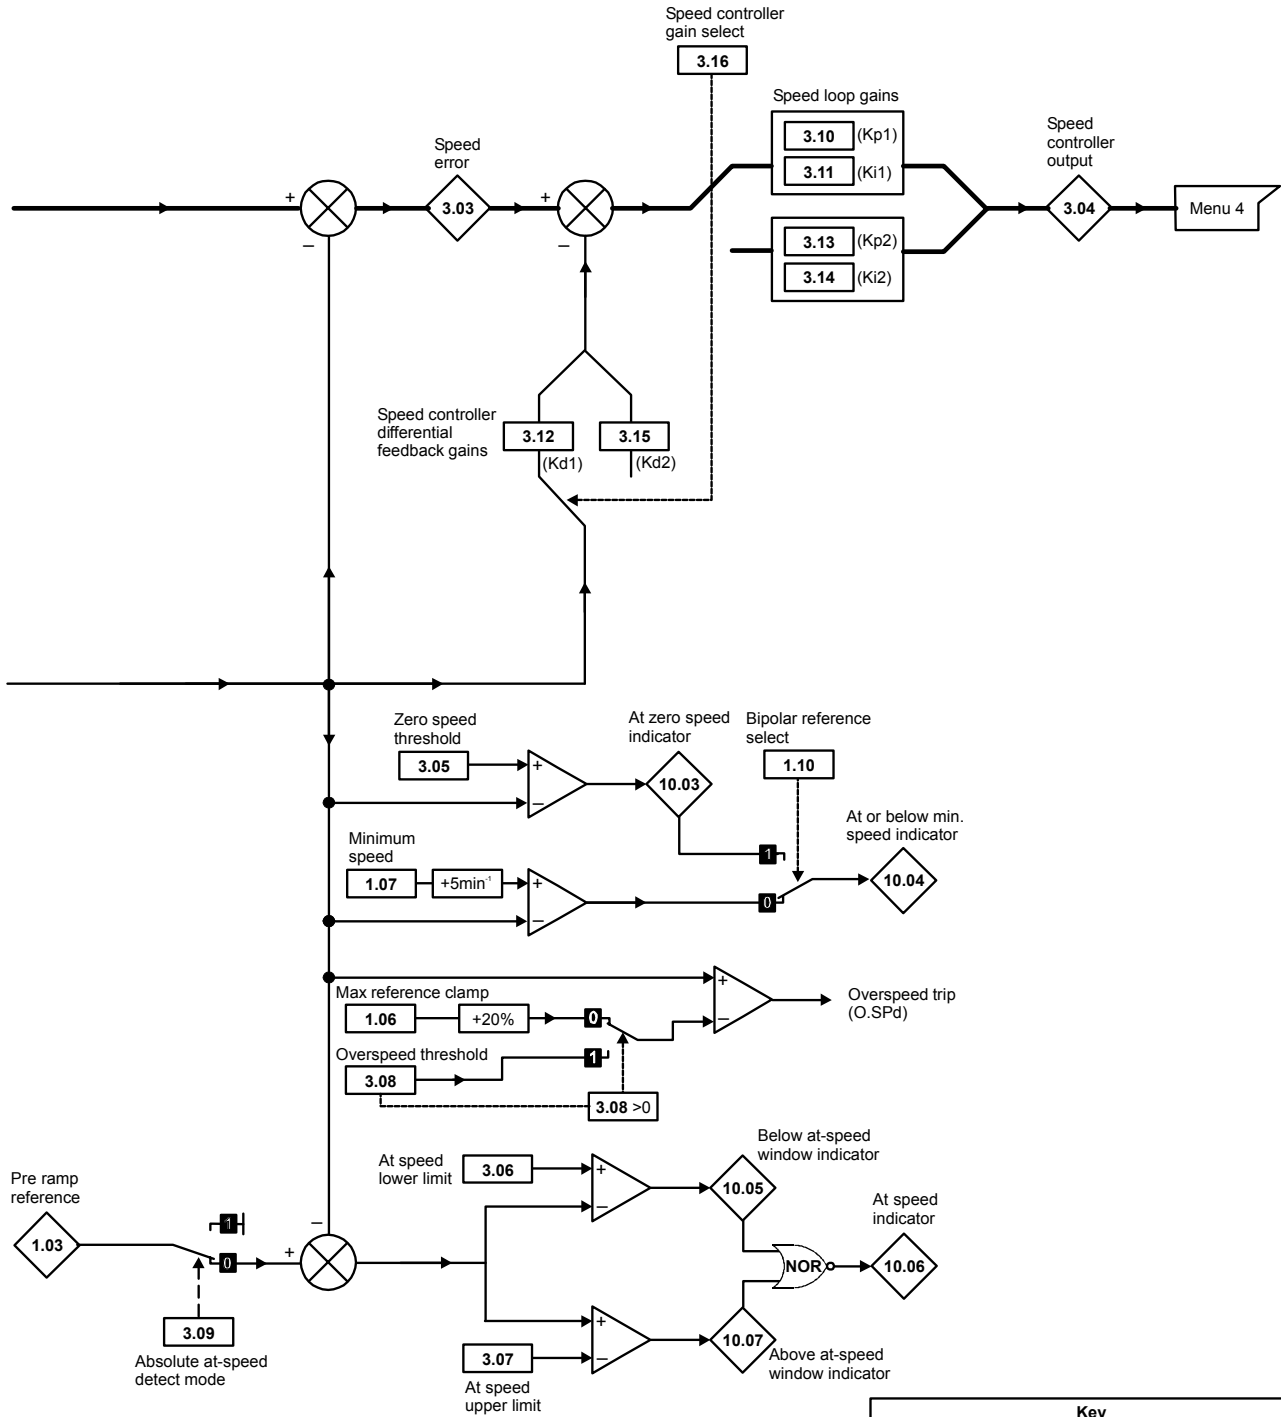 Speed controller
gain select
3.16
Speed loop gains
3.10 (Kp1)
3.11 (Ki1)
Speed
error
3.03
+
–
+
–
Speed
controller
output
3.04
Menu 4
3.13 (Kp2)
3.14 (Ki2)
Speed controller
differential
feedback gains
3.12
(Kd1)
3.15
(Kd2)
Zero speed
threshold
3.05
+
–
At zero speed
indicator
10.03
Bipolar reference
select
1.10
1
0
At or below min.
speed indicator
10.04
Minimum
speed
1.07
+5min⁻¹
+
–
Max reference clamp
1.06
+20%
0
1
Overspeed threshold
3.08
3.08 >0
+
–
Overspeed trip
(O.SPd)
Pre ramp
reference
1.03
1
0
3.09
Absolute at-speed
detect mode
+
–
At speed
lower limit
3.06
+
–
Below at-speed
window indicator
10.05
NOR
At speed
indicator
10.06
3.07
At speed
upper limit
+
–
10.07
Above at-speed
window indicator
Key